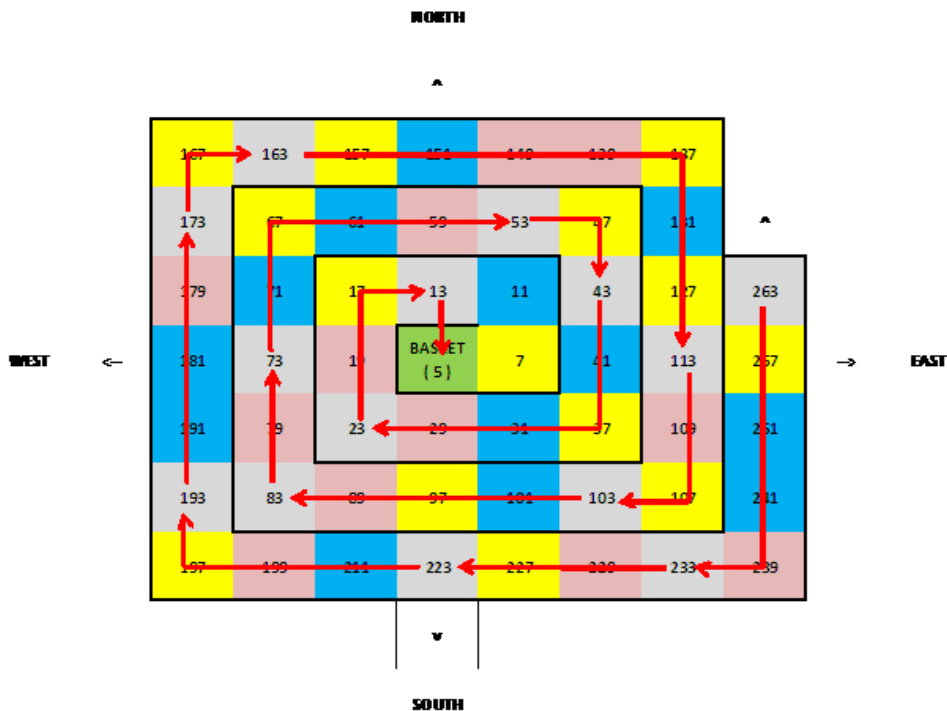 NORTH
167 163 157 151 149 139 137
173 67 61 59 53 47 131
179 71 17 13 11 43 127 263
WEST <- 181 73 19 BASKET 7 41 113 257 -> EAST
(5)
191 79 23 29 31 37 109 251
193 83 89 97 101 103 107 241
197 199 211 223 227 229 233 239
SOUTH